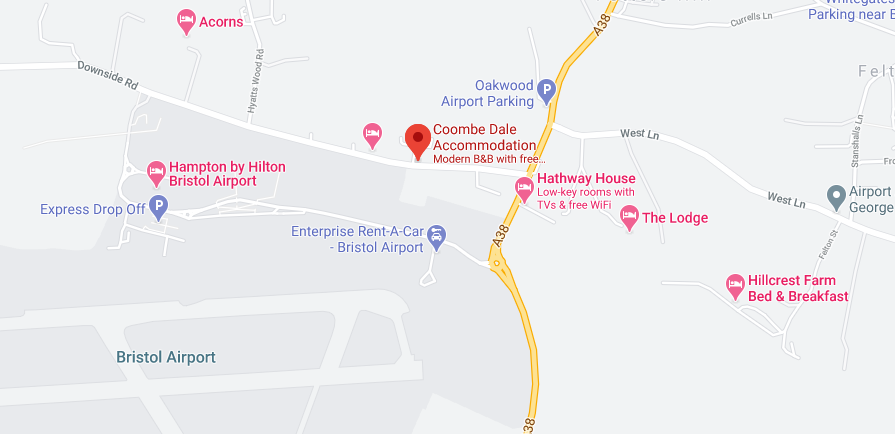 Whitegates
Parking near B
Currells Ln
A38
Acorns
Downside Rd
Hyatts Wood Rd
Oakwood
Airport Parking
Felt
West Ln
Stanshalls Ln
Coombe Dale
Accommodation
Modern B&B with free…
Hampton by Hilton
Bristol Airport
Hathway House
Low-key rooms with
TVs & free WiFi
Airport
George
West Ln
Express Drop Off
The Lodge
Enterprise Rent-A-Car
- Bristol Airport
A38
Felton St
Hillcrest Farm
Bed & Breakfast
Bristol Airport
A38